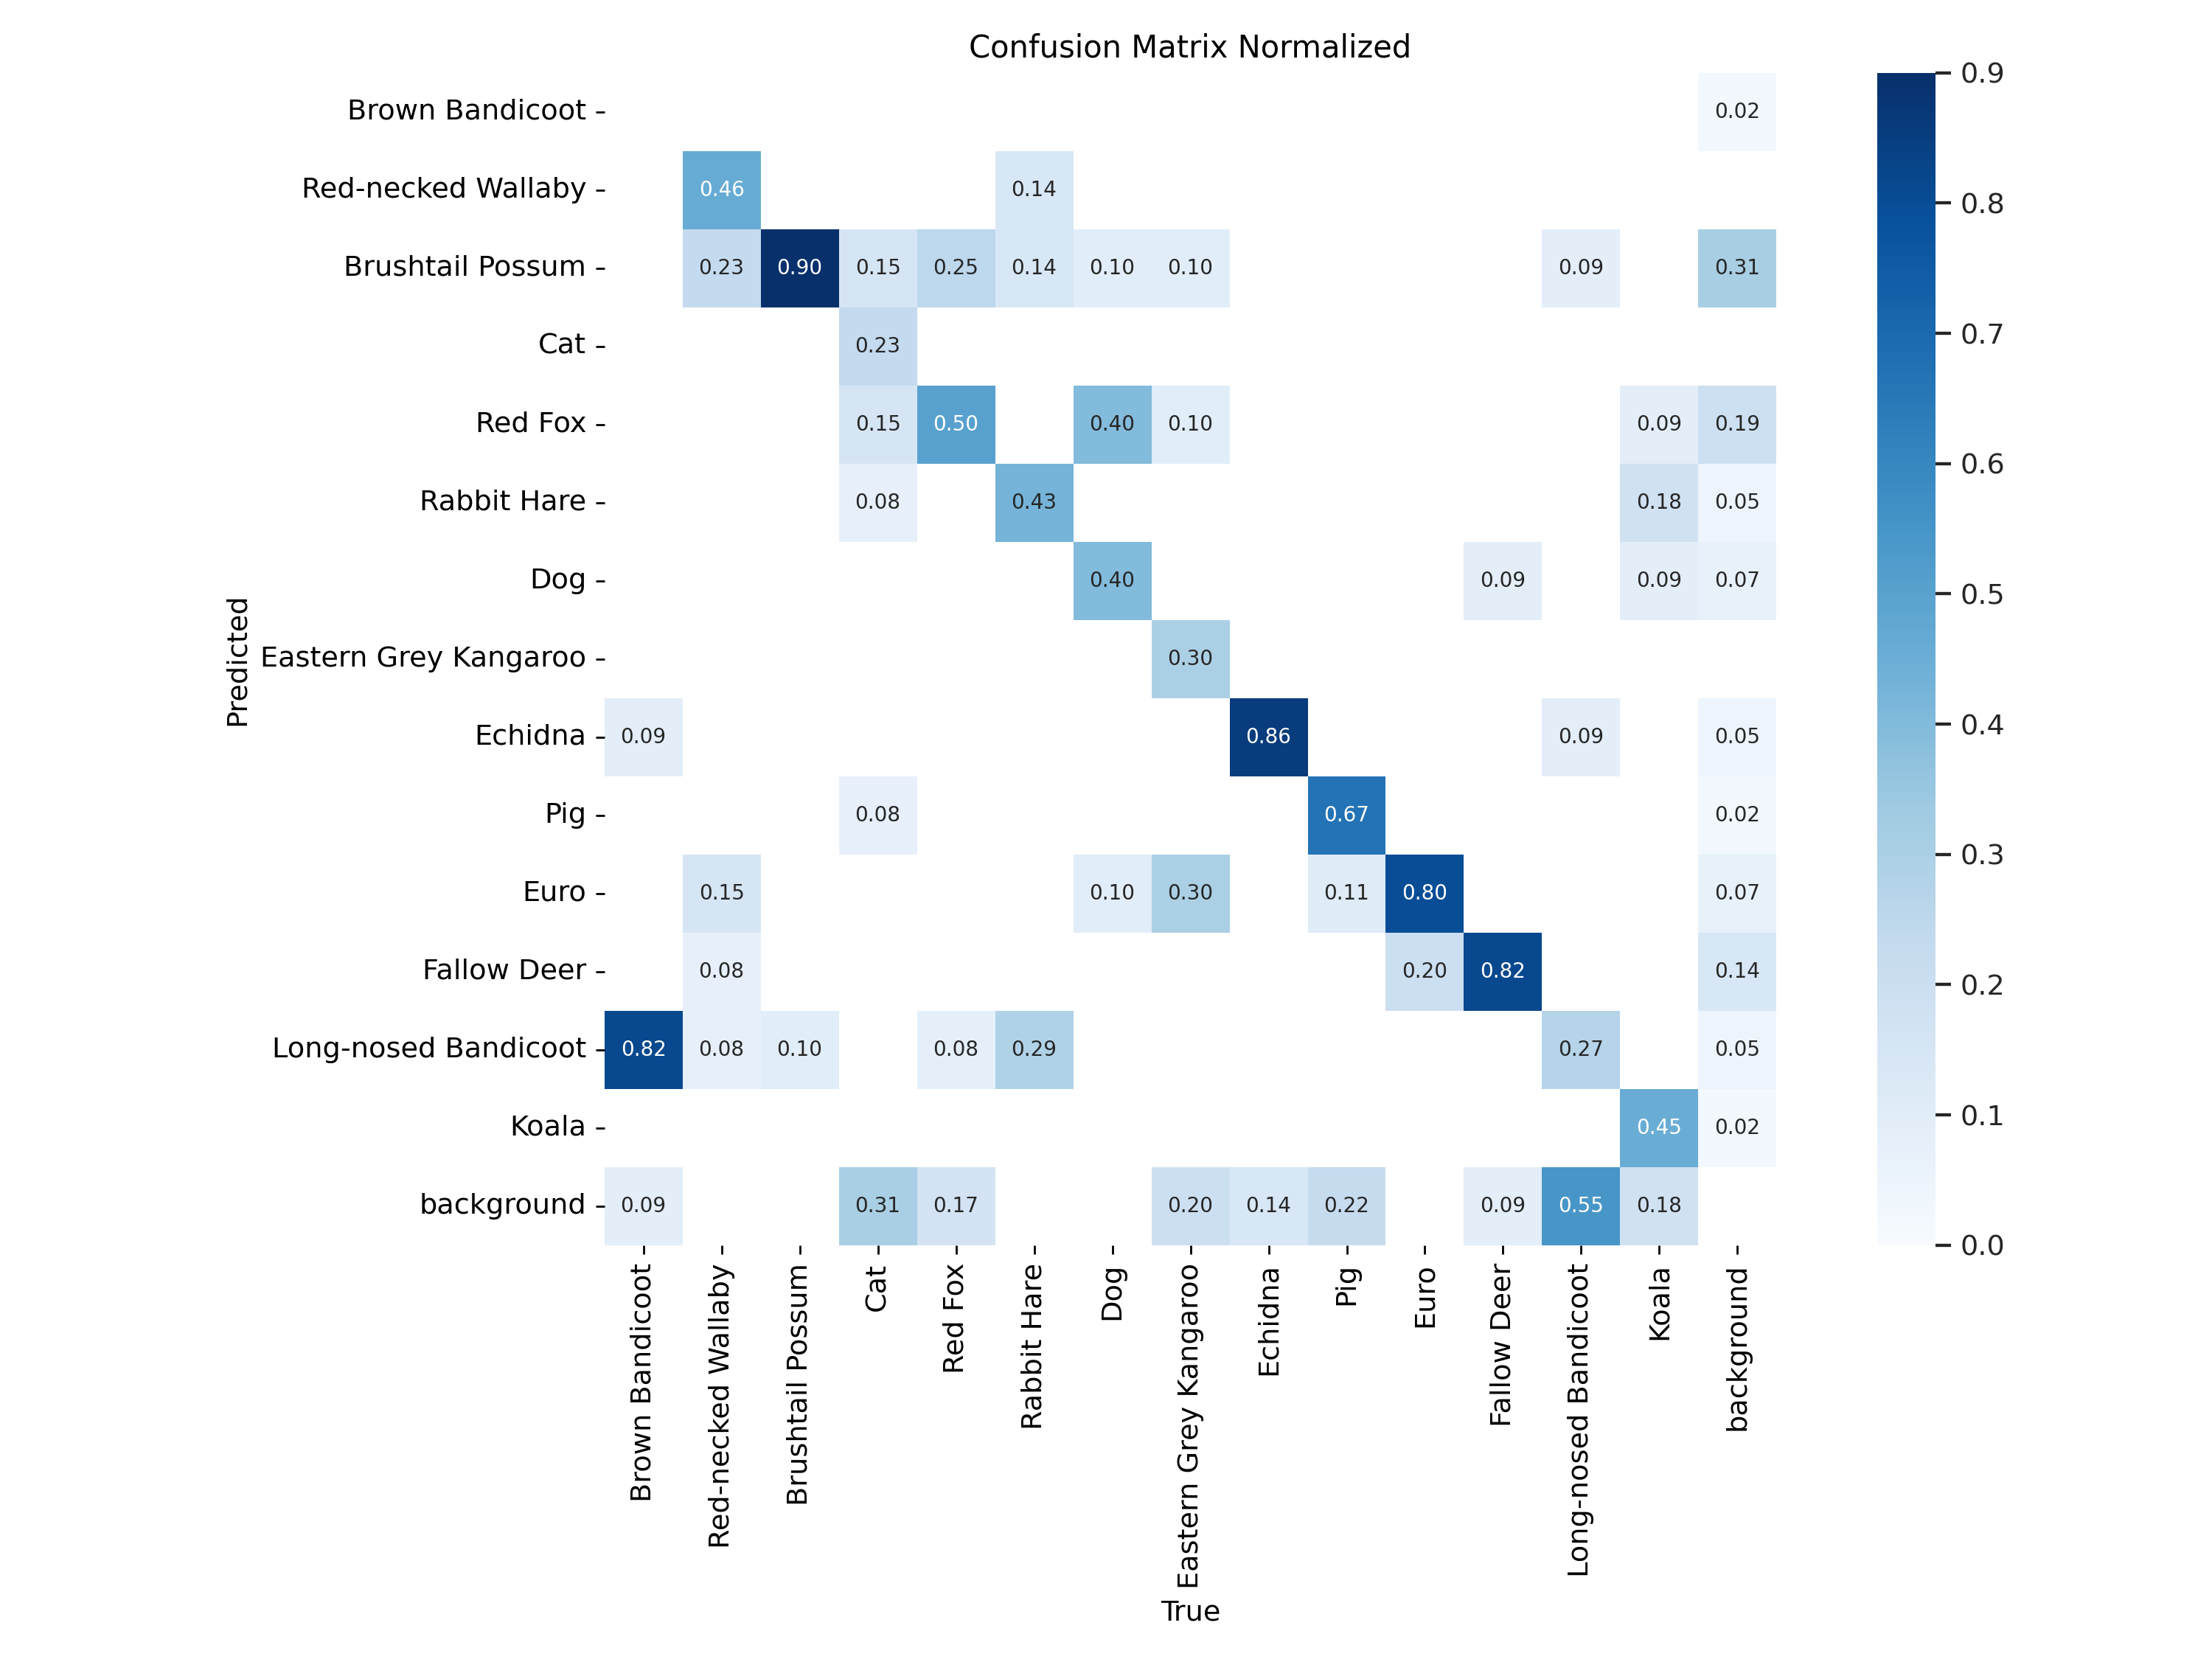 Confusion Matrix Normalized
Brown Bandicoot 0.02
Red-necked Wallaby 0.46 0.14
Brushtail Possum 0.23 0.90 0.15 0.25 0.14 0.10 0.10 0.09 0.31
Cat 0.23
Red Fox 0.15 0.50 0.40 0.10 0.09 0.19
Rabbit Hare 0.08 0.43 0.18 0.05
Dog 0.40 0.09 0.09 0.07
Eastern Grey Kangaroo 0.30
Echidna 0.09 0.86 0.09 0.05
Pig 0.08 0.67 0.02
Euro 0.15 0.10 0.30 0.11 0.80 0.07
Fallow Deer 0.08 0.20 0.82 0.14
Long-nosed Bandicoot 0.82 0.08 0.10 0.08 0.29 0.27 0.05
Koala 0.45 0.02
background 0.09 0.31 0.17 0.20 0.14 0.22 0.09 0.55 0.18
Predicted
Brown Bandicoot
Red-necked Wallaby
Brushtail Possum
Cat
Red Fox
Rabbit Hare
Dog
Eastern Grey Kangaroo
Echidna
Pig
Euro
Fallow Deer
Long-nosed Bandicoot
Koala
background
True
0.9
0.8
0.7
0.6
0.5
0.4
0.3
0.2
0.1
0.0